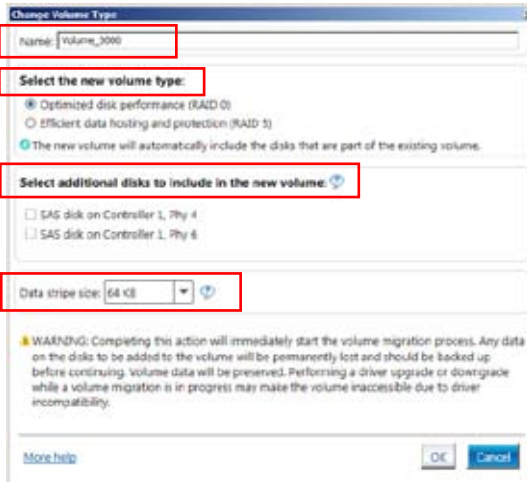 Change Volume Type
Name: Volume_3000
Select the new volume type:
Optimized disk performance (RAID 0)
Efficient data hosting and protection (RAID 5)
The new volume will automatically include the disks that are part of the existing volume.
Select additional disks to include in the new volume: ?
SAS disk on Controller 1, Phy 4
SAS disk on Controller 1, Phy 6
Data stripe size: 64 KB ?
WARNING: Completing this action will immediately start the volume migration process. Any data
on the disks to be added to the volume will be permanently lost and should be backed up
before continuing. Volume data will be preserved. Performing a driver upgrade or downgrade
while a volume migration is in progress may make the volume inaccessible due to driver
incompatibility.
More help OK Cancel